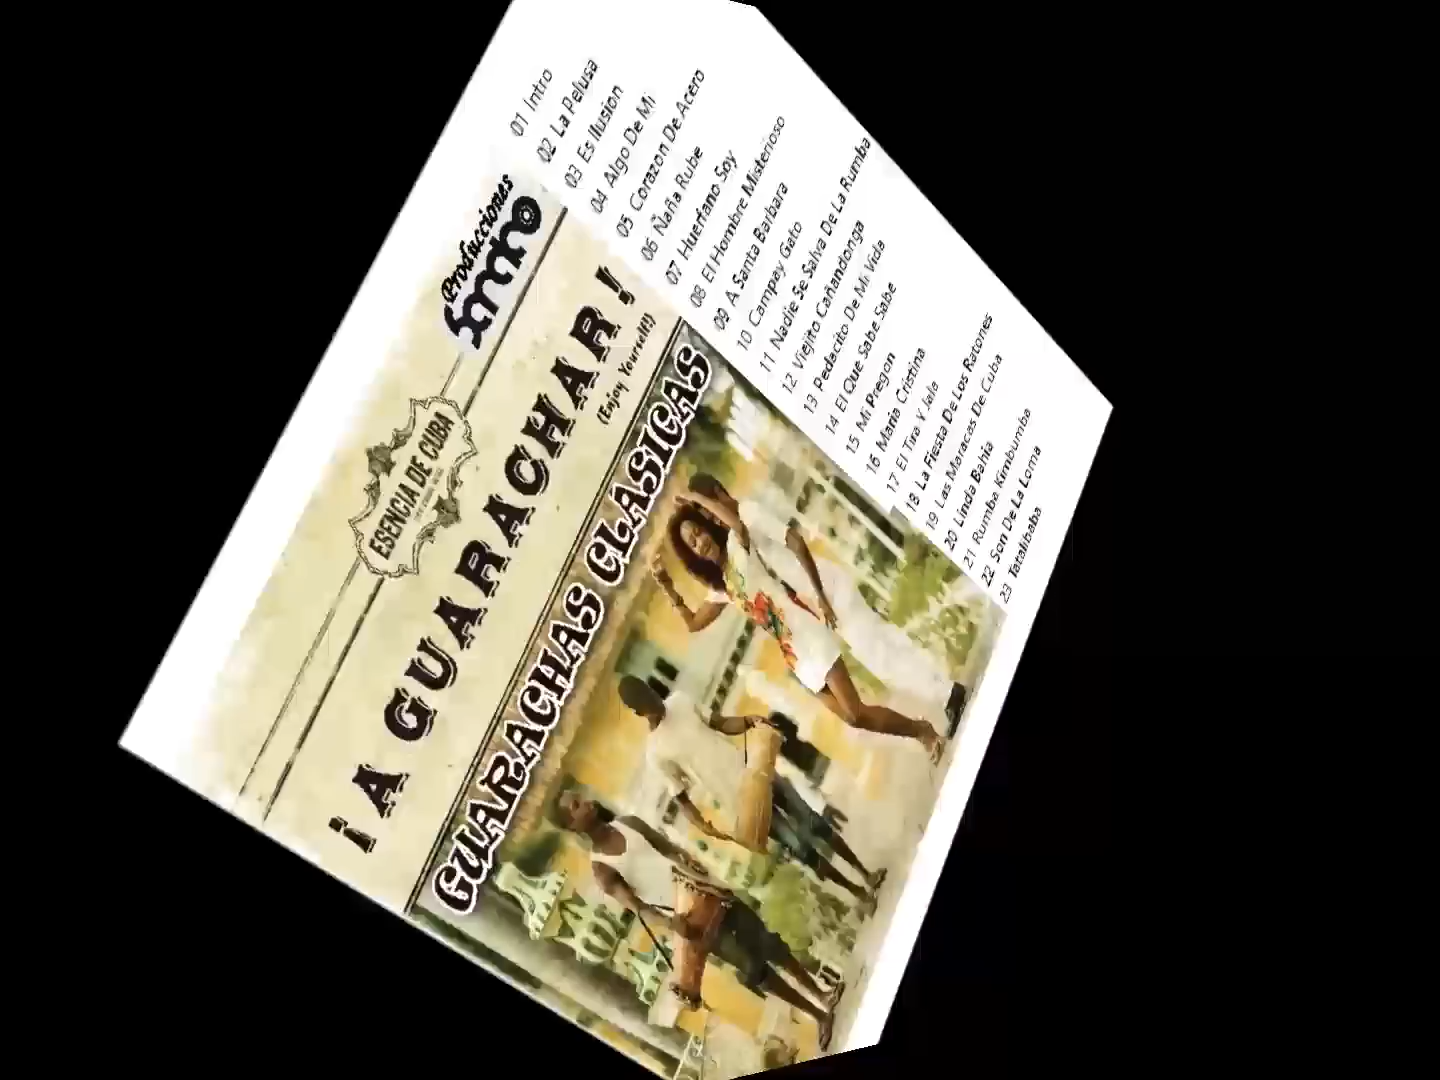 Producciones
ESENCIA DE CUBA
¡A GUARACHAR!
(Enjoy Yourself!)
GUARACHAS CLASICAS
01 Intro
02 La Pelusa
03 Es Ilusion
04 Algo De Mi
05 Corazon De Acero
06 Ñaña Rube
07 Huerfano Soy
08 El Hombre Misterioso
09 A Santa Barbara
10 Campay Gato
11 Nadie Se Salva De La Rumba
12 Viejito Cañandonga
13 Pedacito De Mi Vida
14 El Que Sabe Sabe
15 Mi Pregon
16 Maria Cristina
17 El Tira Y Jala
18 La Fiesta De Los Ratones
19 Las Maracas De Cuba
20 Linda Bahia
21 Rumba Kimbumba
22 Son De La Loma
23 Tatalibaba